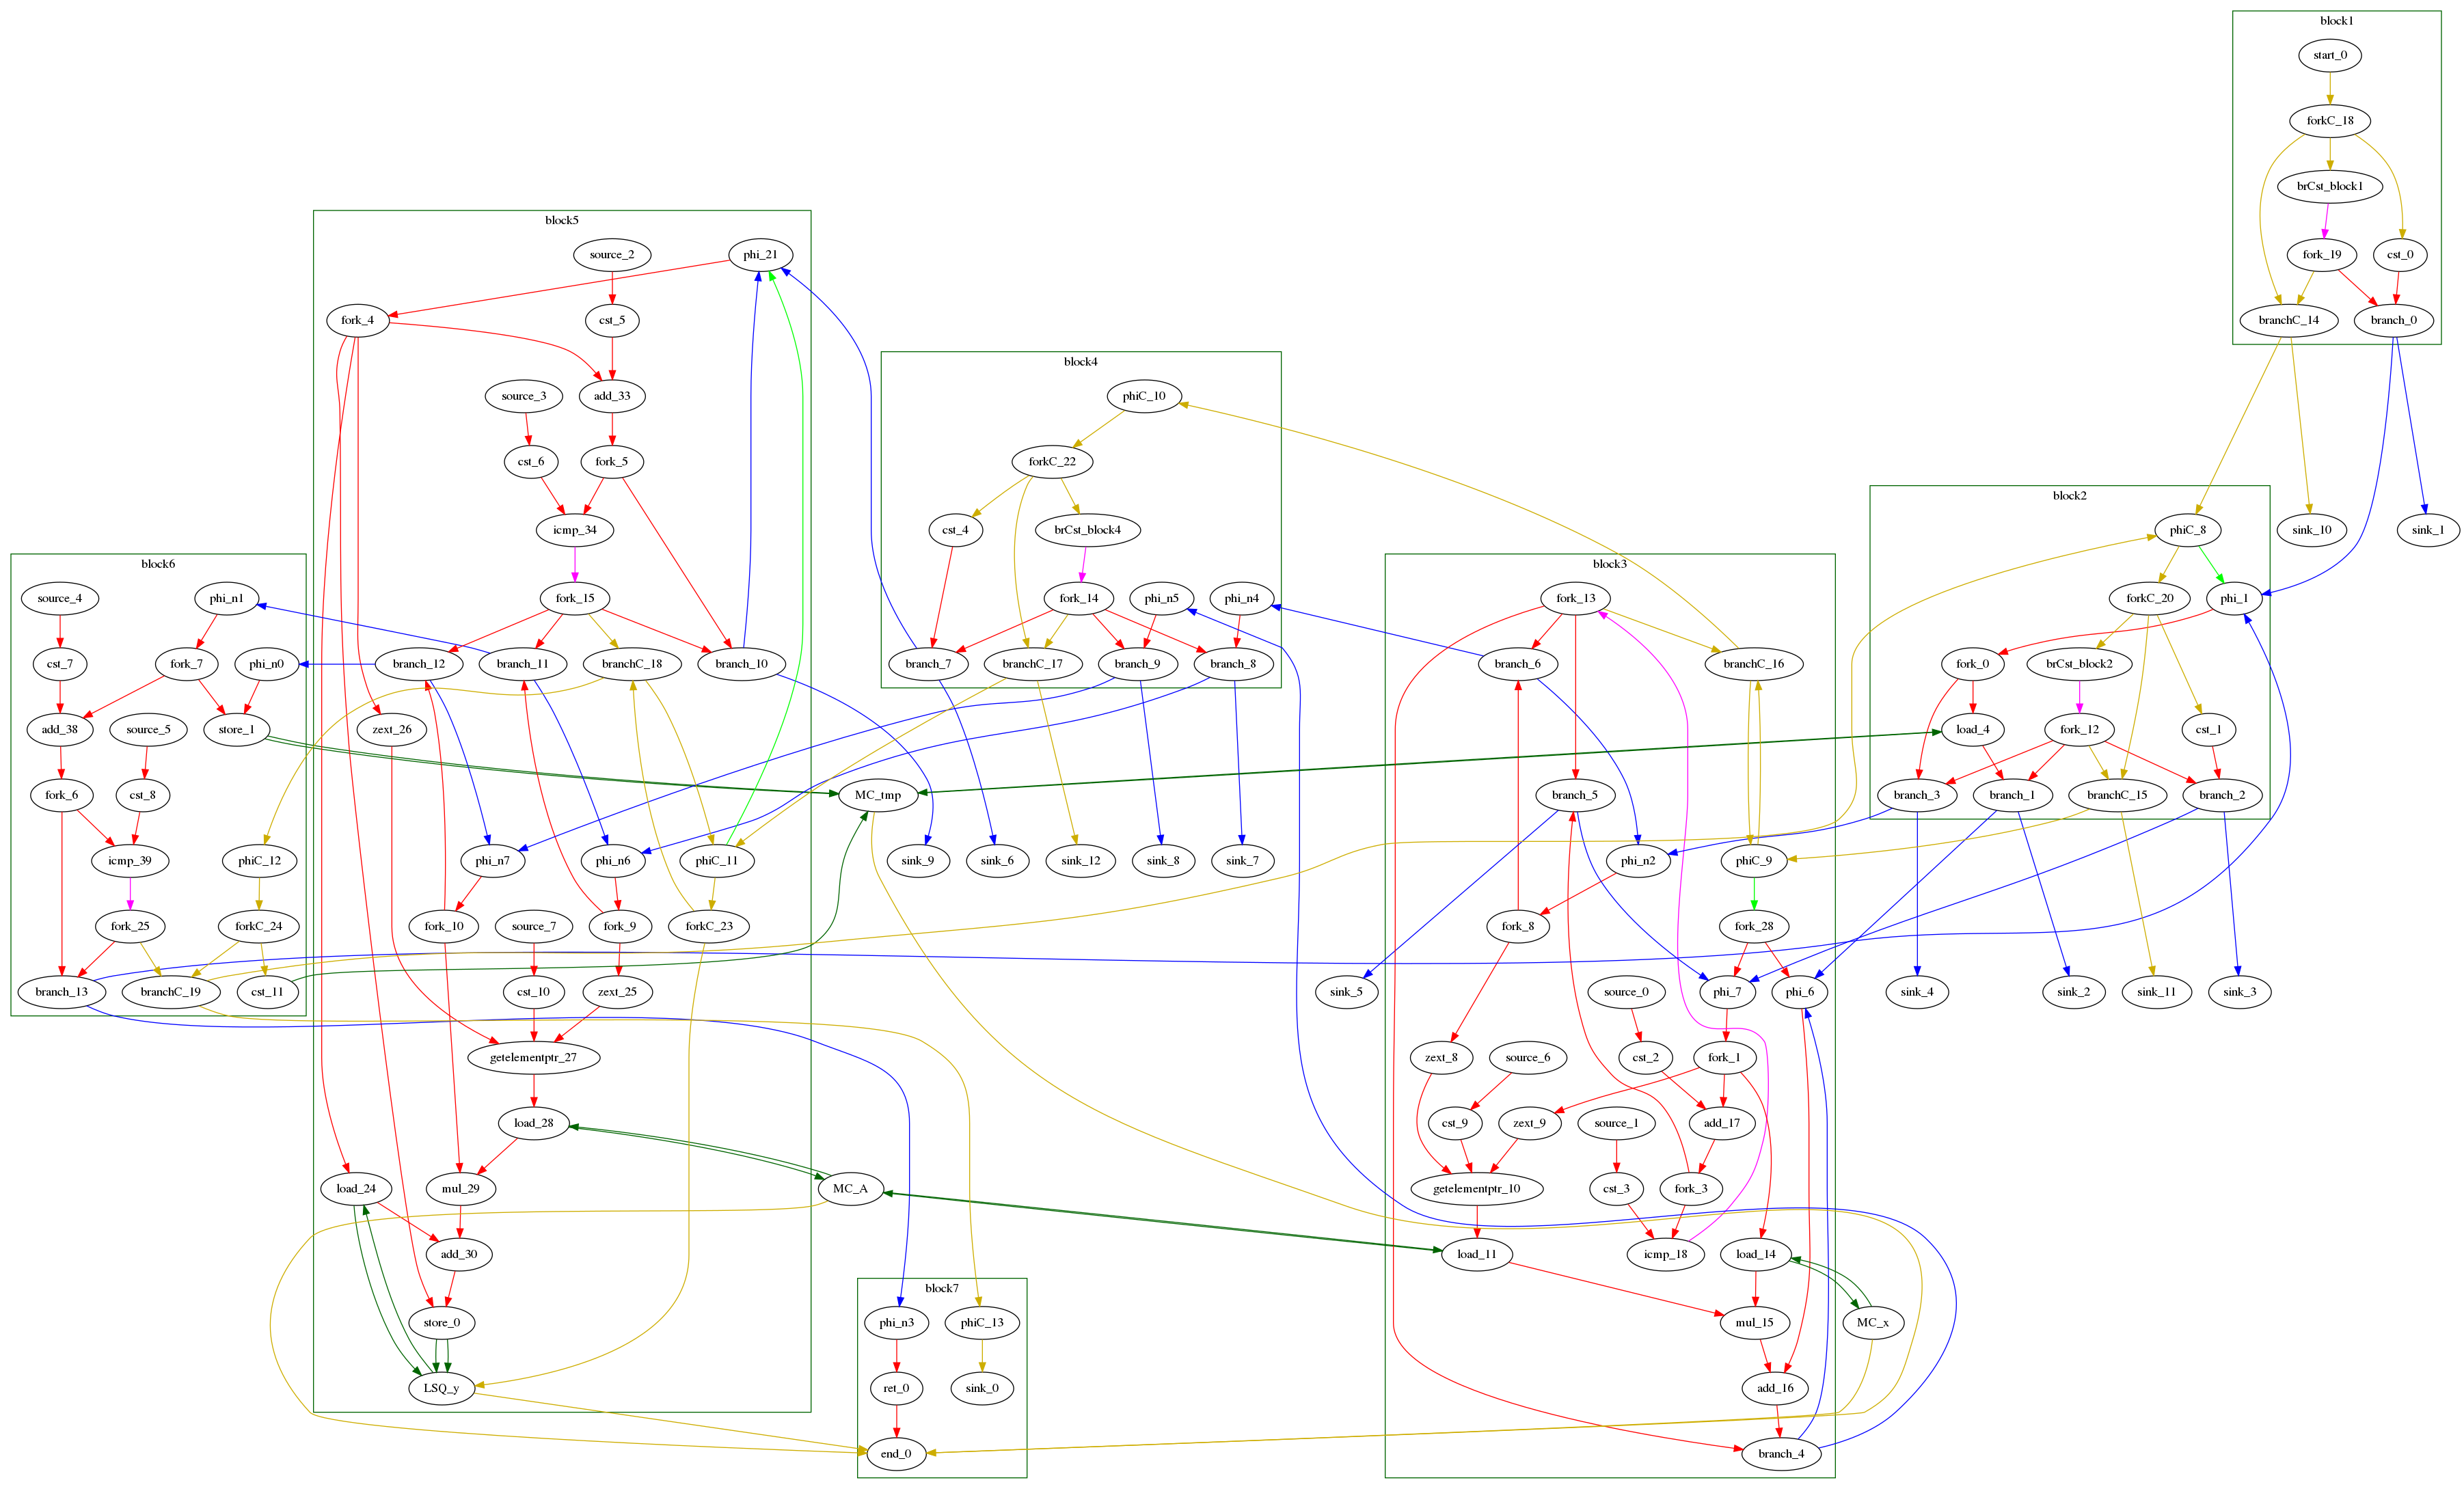 block1
start_0
forkC_18
brCst_block1
fork_19
cst_0
branchC_14
branch_0
block5
source_2
phi_21
fork_4
cst_5
source_3
add_33
cst_6
fork_5
icmp_34
fork_15
branch_12
branch_11
branchC_18
branch_10
zext_26
phi_n7
phi_n6
phiC_11
fork_10
source_7
fork_9
forkC_23
cst_10
zext_25
getelementptr_27
load_28
load_24
mul_29
add_30
store_0
LSQ_y
block4
phiC_10
forkC_22
cst_4
brCst_block4
fork_14
phi_n5
phi_n4
branch_7
branchC_17
branch_9
branch_8
block2
phiC_8
forkC_20
phi_1
fork_0
brCst_block2
load_4
fork_12
cst_1
branch_3
branch_1
branchC_15
branch_2
sink_10
sink_1
block6
source_4
phi_n1
cst_7
fork_7
phi_n0
add_38
source_5
store_1
fork_6
cst_8
icmp_39
phiC_12
fork_25
forkC_24
branch_13
branchC_19
cst_11
block3
fork_13
branch_6
branchC_16
branch_5
phi_n2
phiC_9
fork_8
fork_28
source_0
phi_7
phi_6
zext_8
source_6
cst_2
fork_1
cst_9
zext_9
source_1
add_17
getelementptr_10
cst_3
fork_3
load_11
icmp_18
load_14
mul_15
add_16
branch_4
MC_tmp
sink_9
sink_6
sink_12
sink_8
sink_7
sink_5
sink_4
sink_2
sink_11
sink_3
MC_A
MC_x
block7
phi_n3
phiC_13
ret_0
sink_0
end_0